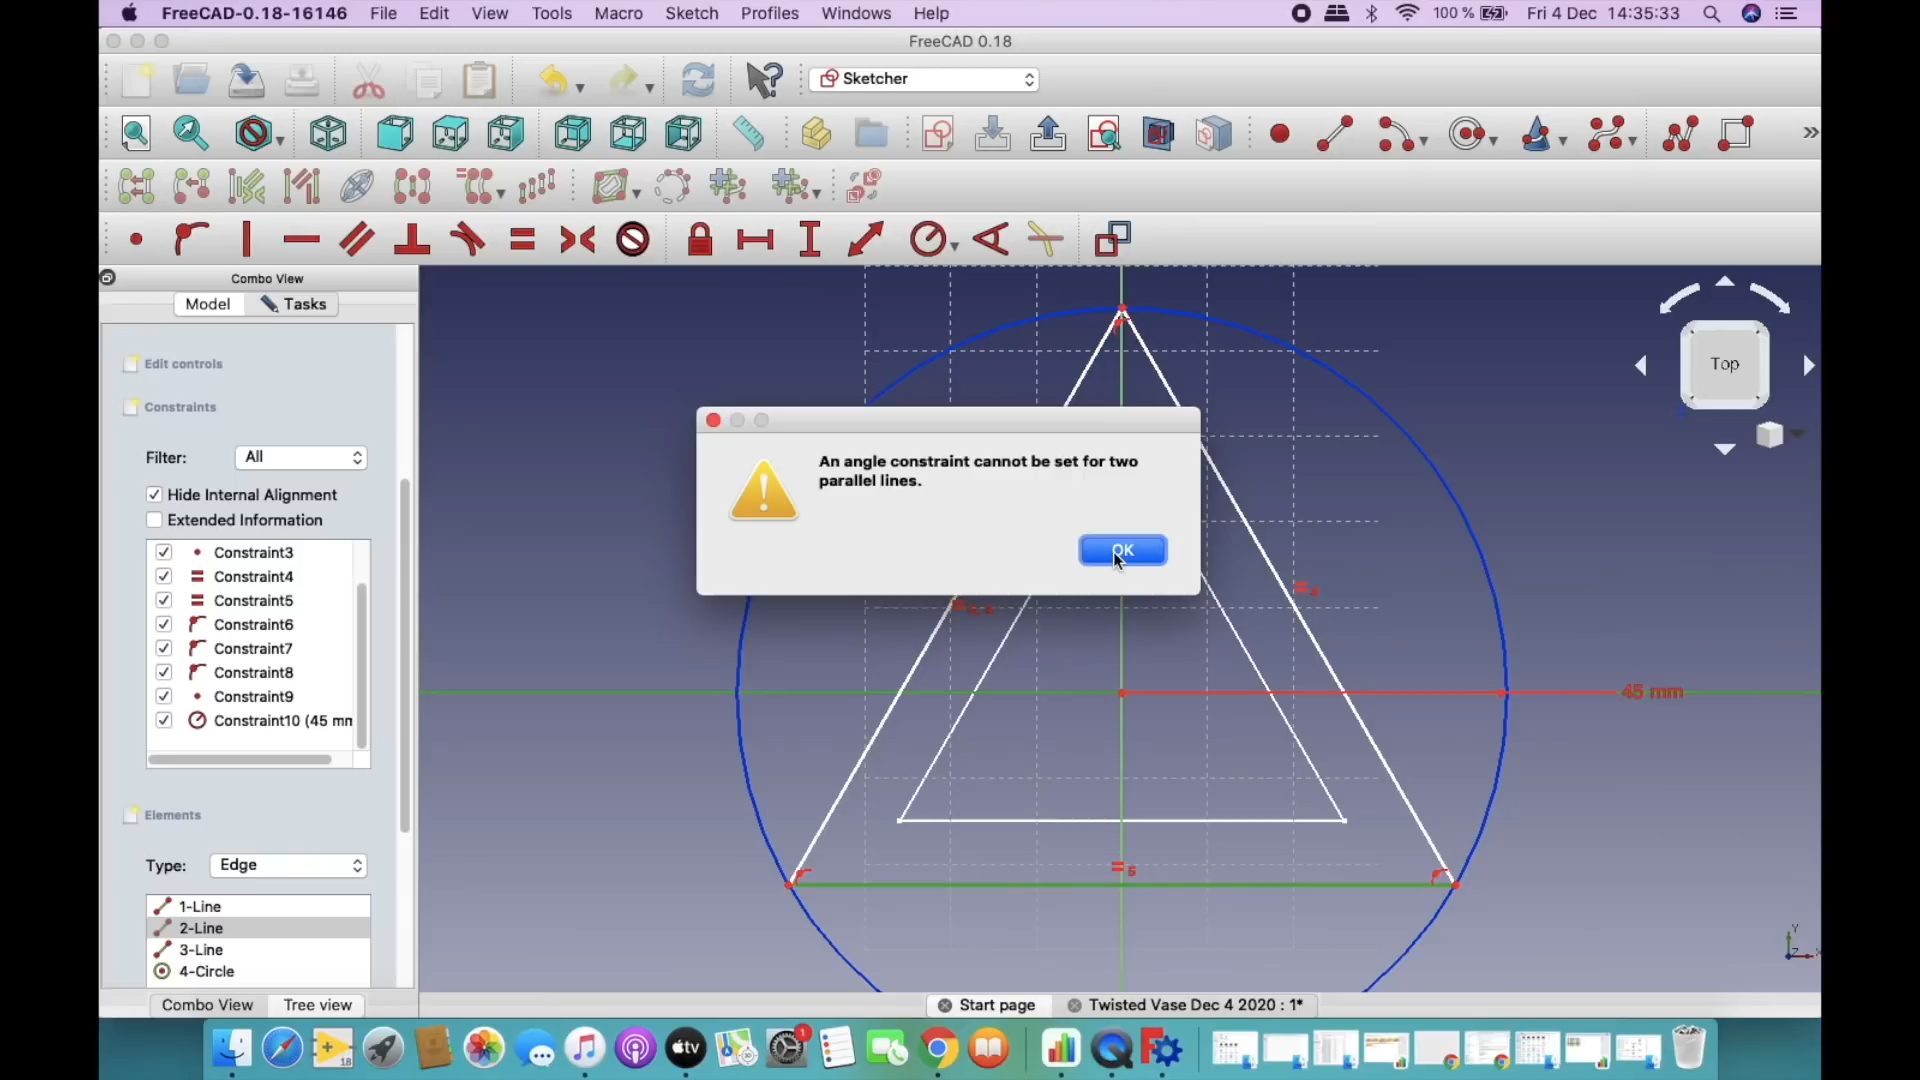 FreeCAD-0.18-16146 File Edit View Tools Macro Sketch Profiles Windows Help 100 % Fri 4 Dec 14:35:33
FreeCAD 0.18
Sketcher
»
Combo View
Model Tasks
Edit controls
Constraints
Filter: All
Hide Internal Alignment
Extended Information
Constraint3
Constraint4
Constraint5
Constraint6
Constraint7
Constraint8
Constraint9
Constraint10 (45 mm
Elements
Type: Edge
1-Line
2-Line
3-Line
4-Circle
Combo View Tree view
An angle constraint cannot be set for two
parallel lines.
OK
Top
45 mm
5
Y
Z
Start page Twisted Vase Dec 4 2020 : 1*
18
tv
1